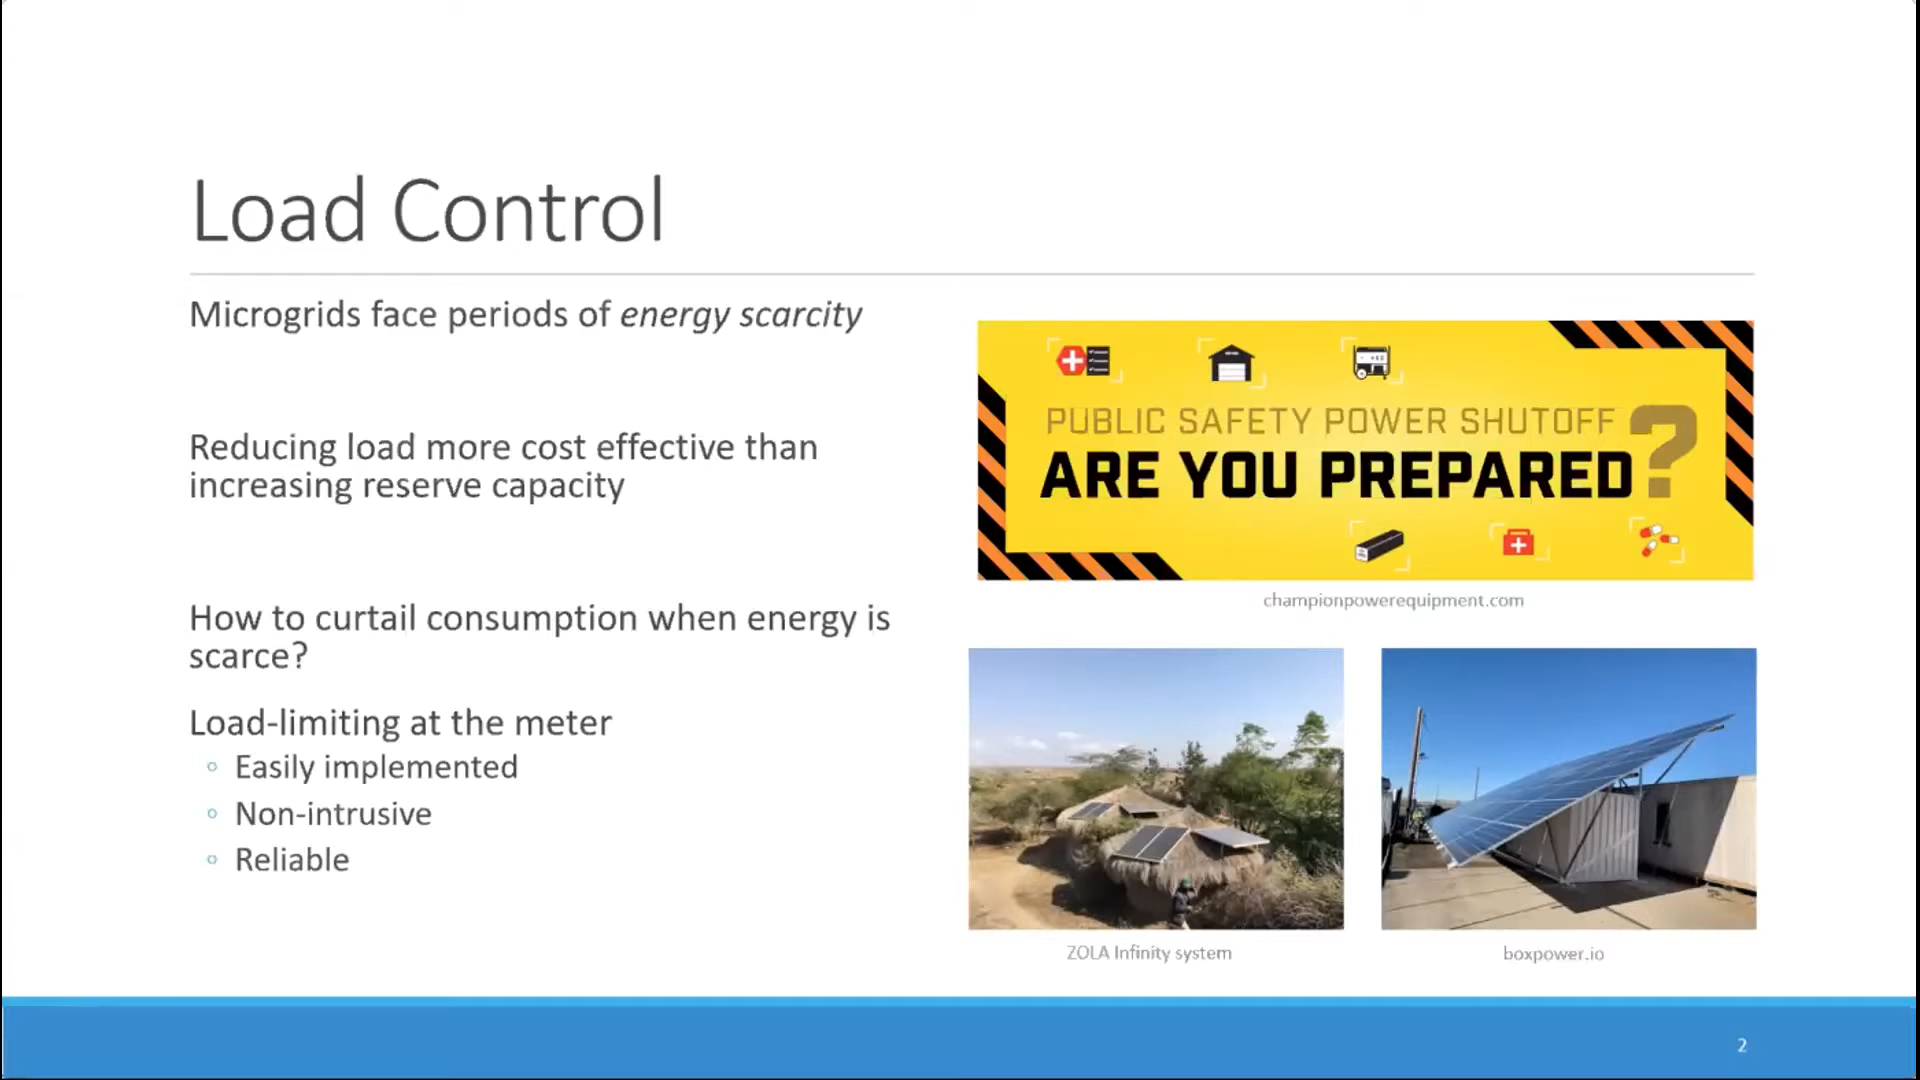 Load Control
Microgrids face periods of energy scarcity
Reducing load more cost effective than
increasing reserve capacity
How to curtail consumption when energy is
scarce?
Load-limiting at the meter
Easily implemented
Non-intrusive
Reliable
PUBLIC SAFETY POWER SHUTOFF
ARE YOU PREPARED?
championpowerequipment.com
ZOLA Infinity system
boxpower.io
2